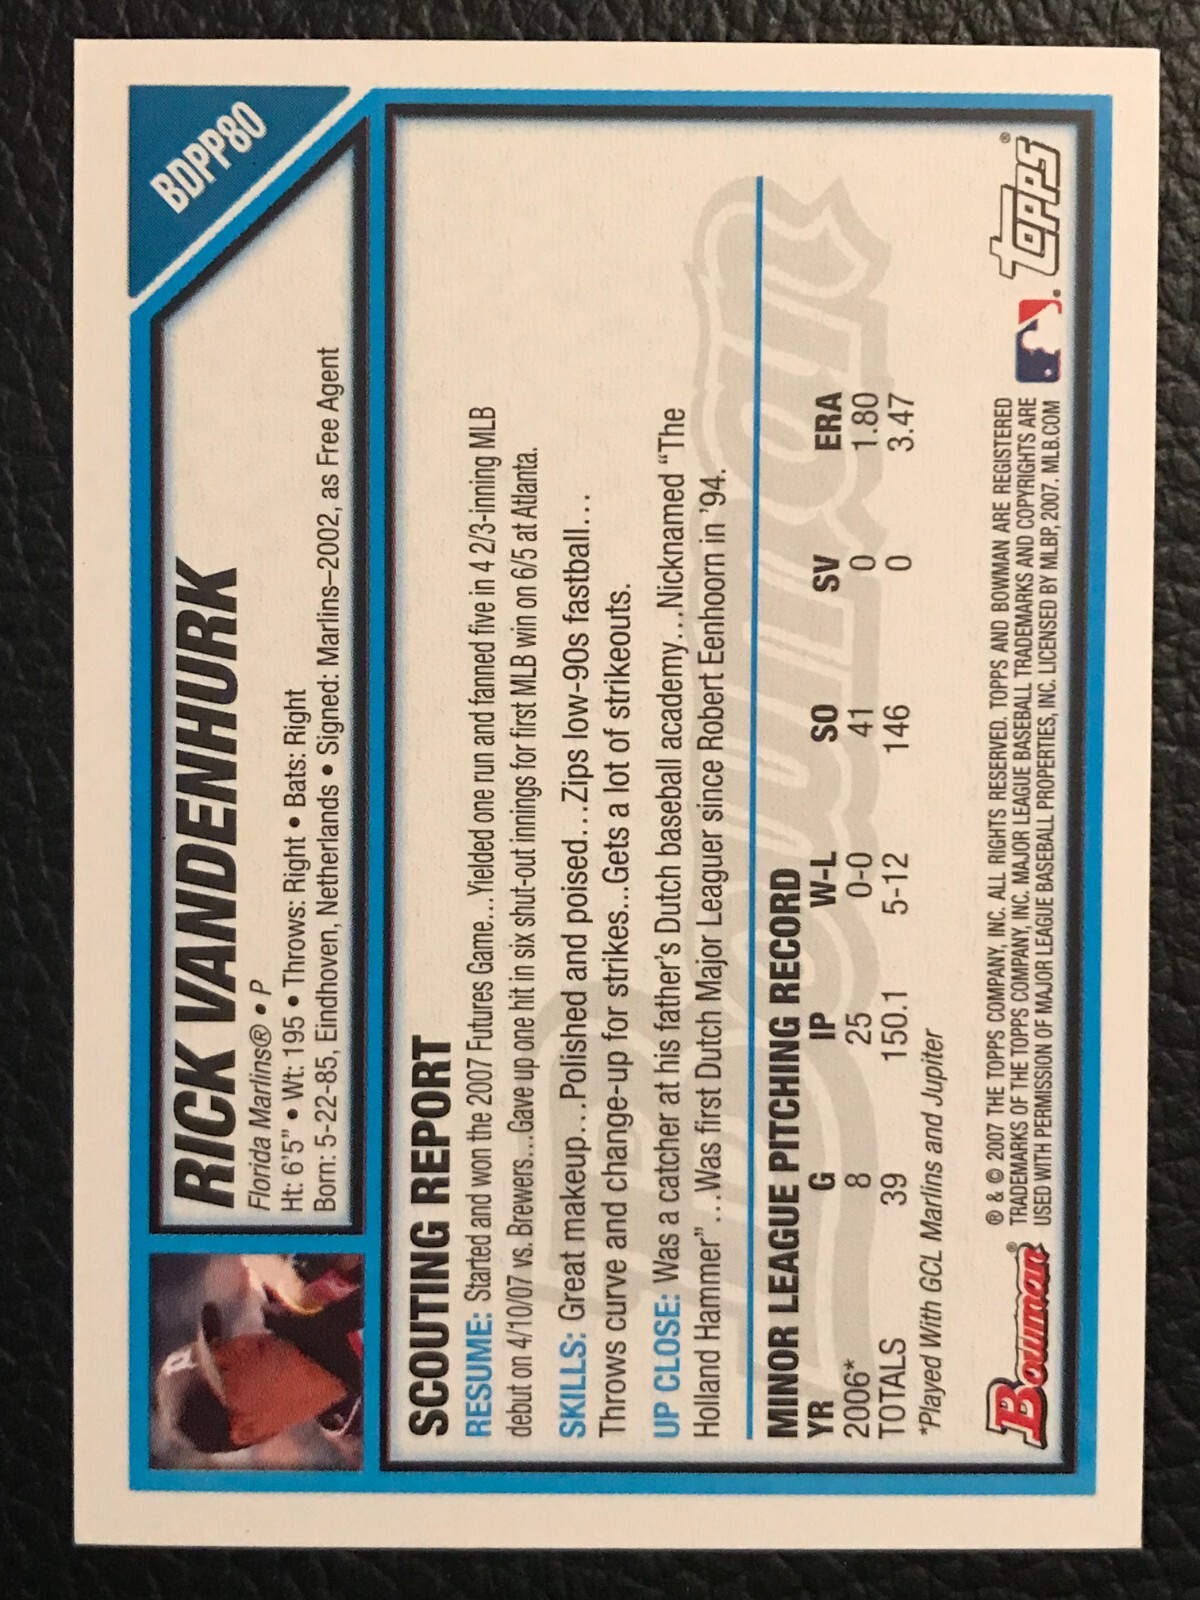 BDPP80
RICK VANDENHURK
Florida Marlins® • P
Ht: 6'5" • Wt: 195 • Throws: Right • Bats: Right
Born: 5-22-85, Eindhoven, Netherlands • Signed: Marlins–2002, as Free Agent
SCOUTING REPORT
RESUME: Started and won the 2007 Futures Game…Yielded one run and fanned five in 4 2/3-inning MLB
debut on 4/10/07 vs. Brewers…Gave up one hit in six shut-out innings for first MLB win on 6/5 at Atlanta.
SKILLS: Great makeup…Polished and poised…Zips low-90s fastball…
Throws curve and change-up for strikes…Gets a lot of strikeouts.
UP CLOSE: Was a catcher at his father's Dutch baseball academy…Nicknamed "The
Holland Hammer"…Was first Dutch Major Leaguer since Robert Eenhoorn in '94.
MINOR LEAGUE PITCHING RECORD
YR G IP W-L SO SV ERA
2006* 8 25 0-0 41 0 1.80
TOTALS 39 150.1 5-12 146 0 3.47
*Played With GCL Marlins and Jupiter
Bowman®
® & © 2007 THE TOPPS COMPANY, INC. ALL RIGHTS RESERVED. TOPPS AND BOWMAN ARE REGISTERED
TRADEMARKS OF THE TOPPS COMPANY, INC. MAJOR LEAGUE BASEBALL TRADEMARKS AND COPYRIGHTS ARE
USED WITH PERMISSION OF MAJOR LEAGUE BASEBALL PROPERTIES, INC. LICENSED BY MLBP, 2007. MLB.COM
TOPPS®
Bowman